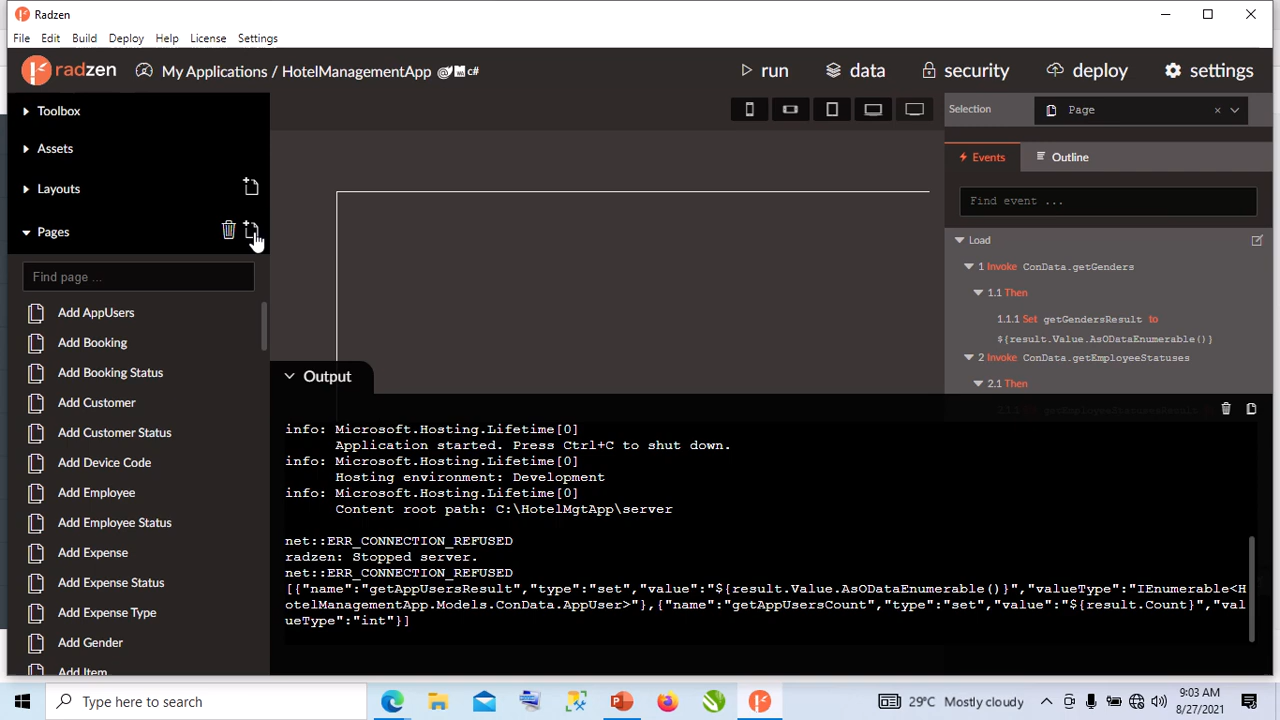 Radzen
File Edit Build Deploy Help License Settings
radzen My Applications / HotelManagementApp c# run data security deploy settings
Toolbox
Selection Page
Assets
Events Outline
Layouts
Find event ...
Pages
Load
Find page ...
1 Invoke ConData.getGenders
1.1 Then
Add AppUsers
1.1.1 Set getGendersResult to
${result.Value.AsODataEnumerable()}
Add Booking
2 Invoke ConData.getEmployeeStatuses
Add Booking Status
2.1 Then
Output
Add Customer
info: Microsoft.Hosting.Lifetime[0]
Add Customer Status
Application started. Press Ctrl+C to shut down.
info: Microsoft.Hosting.Lifetime[0]
Add Device Code
Hosting environment: Development
info: Microsoft.Hosting.Lifetime[0]
Add Employee
Content root path: C:\HotelMgtApp\server
Add Employee Status
net::ERR_CONNECTION_REFUSED
Add Expense
radzen: Stopped server.
net::ERR_CONNECTION_REFUSED
Add Expense Status
[{"name":"getAppUsersResult","type":"set","value":"${result.Value.AsODataEnumerable()}","valueType":"IEnumerable<H
otelManagementApp.Models.ConData.AppUser>"},{"name":"getAppUsersCount","type":"set","value":"${result.Count}","val
Add Expense Type
ueType":"int"}]
Add Gender
Add Item
Type here to search
29°C Mostly cloudy
9:03 AM
8/27/2021